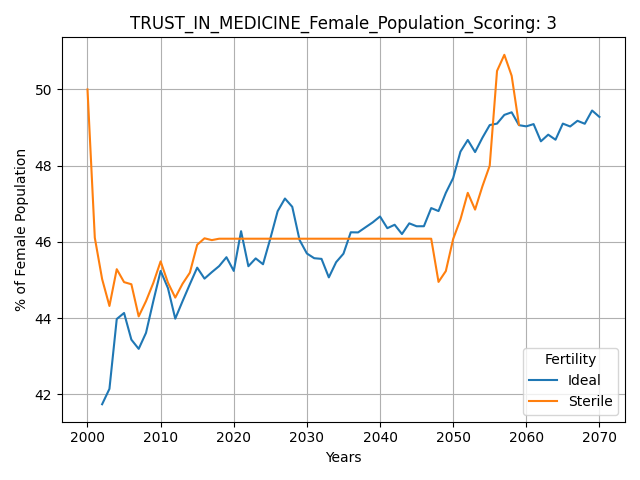 TRUST_IN_MEDICINE_Female_Population_Scoring: 3
% of Female Population
50
48
46
44
42
2000 2010 2020 2030 2040 2050 2060 2070
Years
Fertility
Ideal
Sterile